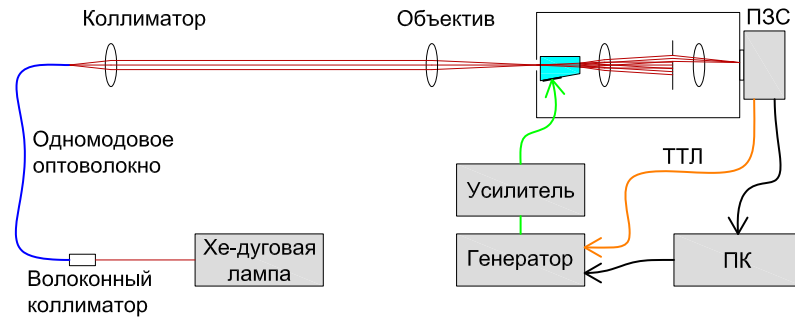 Коллиматор
Объектив
ПЗС
Одномодовое
оптоволокно
ТТЛ
Усилитель
Хе-дуговая
лампа
Генератор
ПК
Волоконный
коллиматор